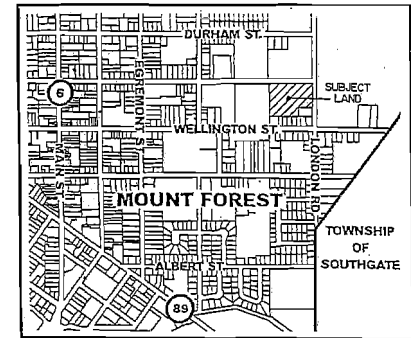 DURHAM ST.
EGREMONT S
6
SUBJECT
LAND
WELLINGTON ST.
MAIN ST
LONDON RD
MOUNT FOREST
TOWNSHIP
OF
SOUTHGATE
ALBERT ST.
89